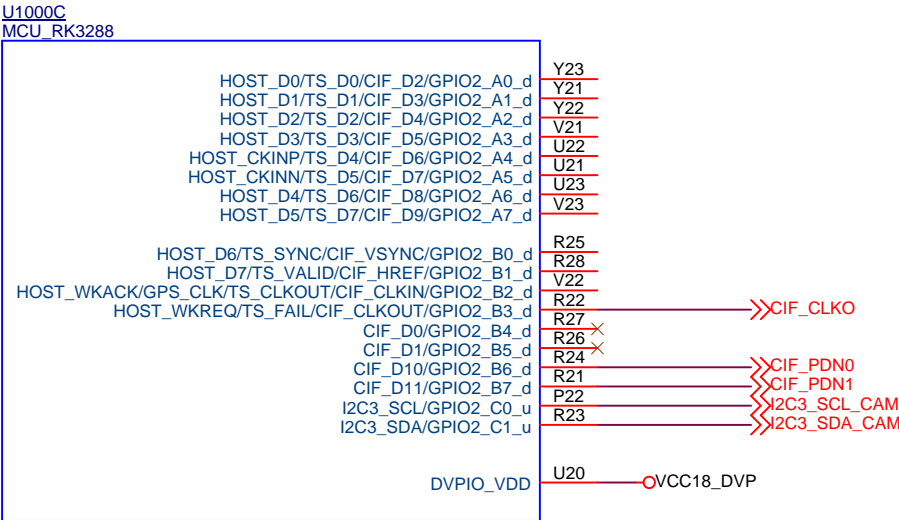 U1000C
MCU_RK3288
HOST_D0/TS_D0/CIF_D2/GPIO2_A0_d Y23
HOST_D1/TS_D1/CIF_D3/GPIO2_A1_d Y21
HOST_D2/TS_D2/CIF_D4/GPIO2_A2_d Y22
HOST_D3/TS_D3/CIF_D5/GPIO2_A3_d V21
HOST_CKINP/TS_D4/CIF_D6/GPIO2_A4_d U22
HOST_CKINN/TS_D5/CIF_D7/GPIO2_A5_d U21
HOST_D4/TS_D6/CIF_D8/GPIO2_A6_d U23
HOST_D5/TS_D7/CIF_D9/GPIO2_A7_d V23
HOST_D6/TS_SYNC/CIF_VSYNC/GPIO2_B0_d R25
HOST_D7/TS_VALID/CIF_HREF/GPIO2_B1_d R28
HOST_WKACK/GPS_CLK/TS_CLKOUT/CIF_CLKIN/GPIO2_B2_d V22
HOST_WKREQ/TS_FAIL/CIF_CLKOUT/GPIO2_B3_d R22 CIF_CLKO
CIF_D0/GPIO2_B4_d R27
CIF_D1/GPIO2_B5_d R26
CIF_D10/GPIO2_B6_d R24 CIF_PDN0
CIF_D11/GPIO2_B7_d R21 CIF_PDN1
I2C3_SCL/GPIO2_C0_u P22 I2C3_SCL_CAM
I2C3_SDA/GPIO2_C1_u R23 I2C3_SDA_CAM
DVPIO_VDD U20 VCC18_DVP